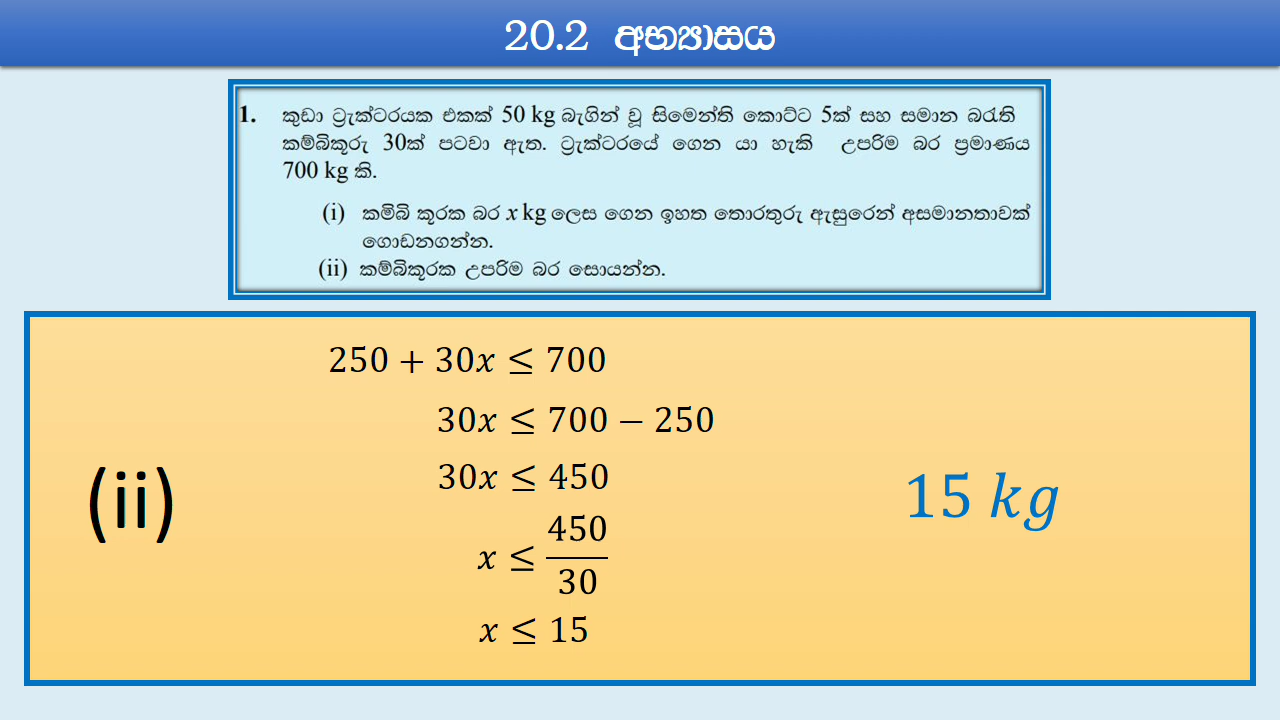 20.2 අභ්‍යාසය
1. කුඩා ට්‍රැක්ටරයක එකක් 50 kg බැගින් වූ සිමෙන්ති කොට්ට 5ක් සහ සමාන බරැති
කම්බිකූරු 30ක් පටවා ඇත. ට්‍රැක්ටරයේ ගෙන යා හැකි උපරිම බර ප්‍රමාණය
700 kg කි.
(i) කම්බි කූරක බර x kg ලෙස ගෙන ඉහත තොරතුරු ඇසුරෙන් අසමානතාවක්
ගොඩනගන්න.
(ii) කම්බිකූරක උපරිම බර සොයන්න.
250 + 30x ≤ 700
30x ≤ 700 − 250
30x ≤ 450
(ii)
x ≤ 450/30
x ≤ 15
15 kg